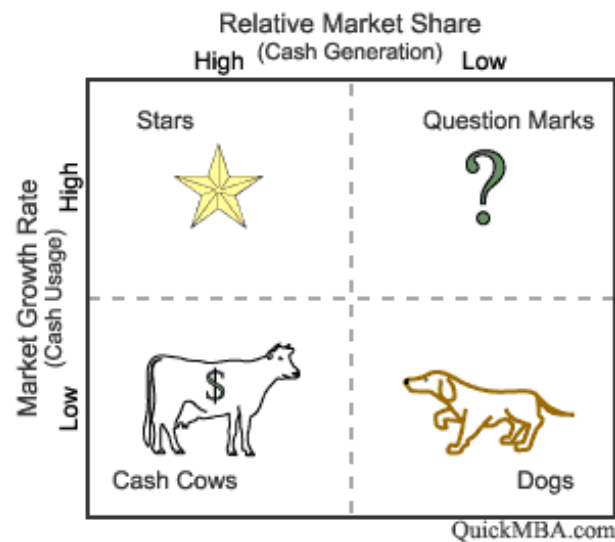 Relative Market Share
(Cash Generation)
High Low
Stars Question Marks
?
Market Growth Rate
(Cash Usage)
High
Low
$
Cash Cows Dogs
QuickMBA.com